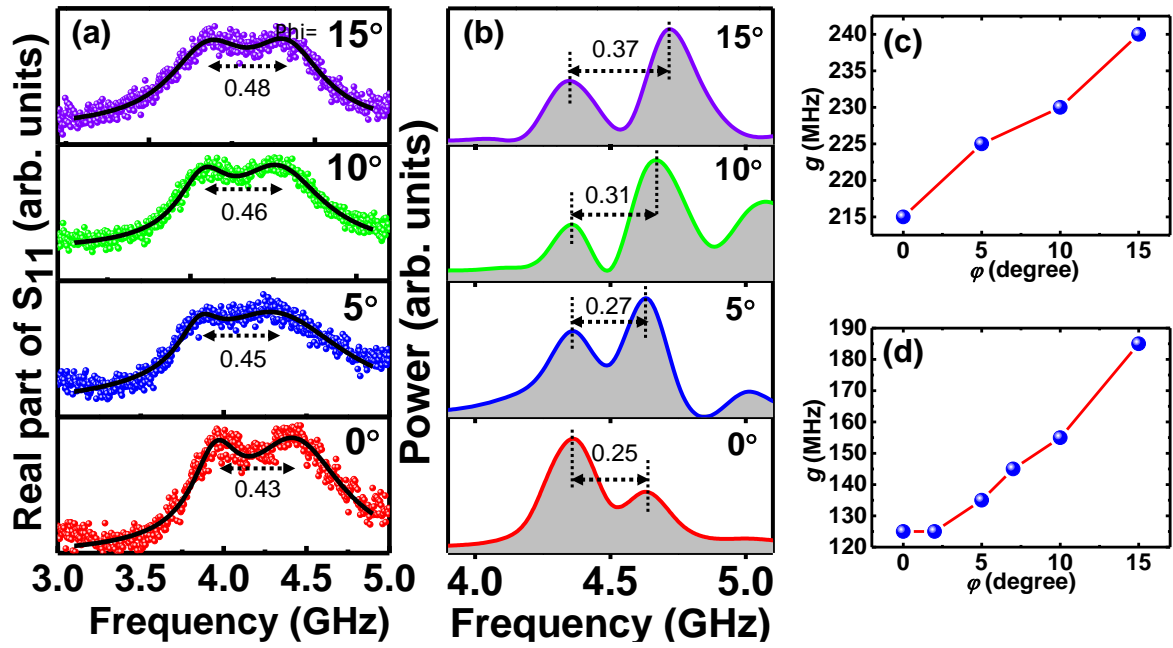 (a)
Phi= 15°
0.48
10°
0.46
5°
0.45
0°
0.43
3.0 3.5 4.0 4.5 5.0
Frequency (GHz)
Real part of S11 (arb. units)
(b)
15°
0.37
10°
0.31
5°
0.27
0°
0.25
4.0 4.5 5.0
Frequency (GHz)
Power (arb. units)
(c)
240
235
230
225
220
215
0 5 10 15
φ (degree)
g (MHz)
(d)
190
180
170
160
150
140
130
120
0 5 10 15
φ (degree)
g (MHz)